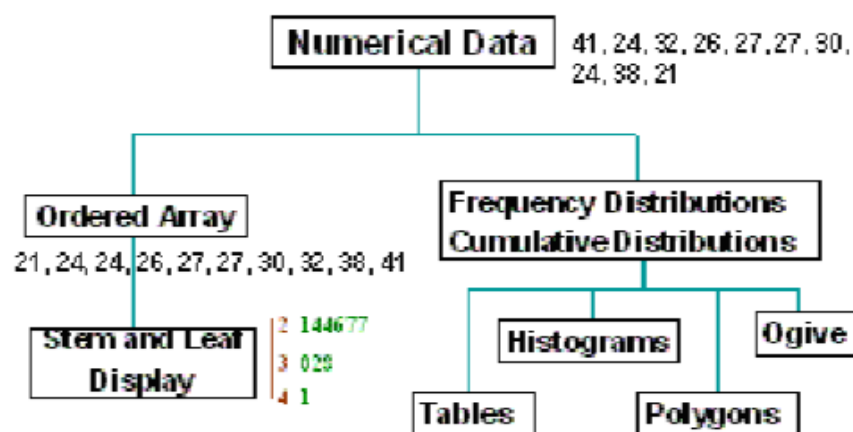 Numerical Data
41, 24, 32, 26, 27, 27, 30,
24, 38, 21
Ordered Array
21, 24, 24, 26, 27, 27, 30, 32, 38, 41
Frequency Distributions
Cumulative Distributions
Stem and Leaf
Display
2 144677
3 028
4 1
Histograms
Ogive
Tables
Polygons